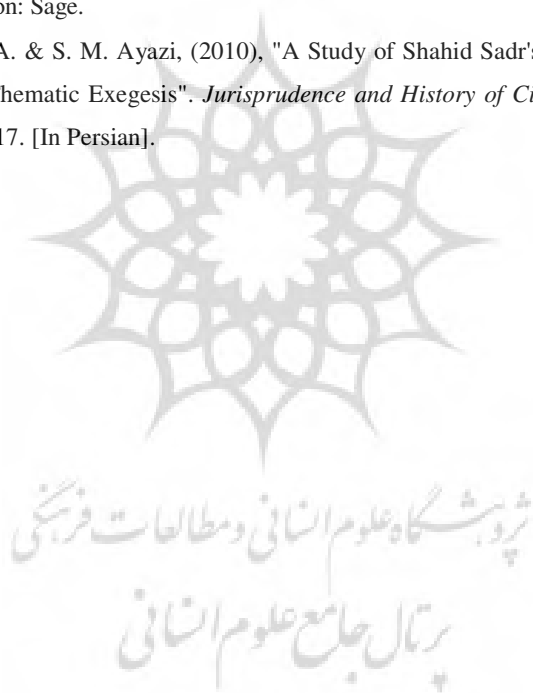 on: Sage.
A. & S. M. Ayazi, (2010), "A Study of Shahid Sadr's
Thematic Exegesis". Jurisprudence and History of Ci
17. [In Persian].
پژوهشگاه علوم انسانی و مطالعات فرهنگی
پرتال جامع علوم انسانی